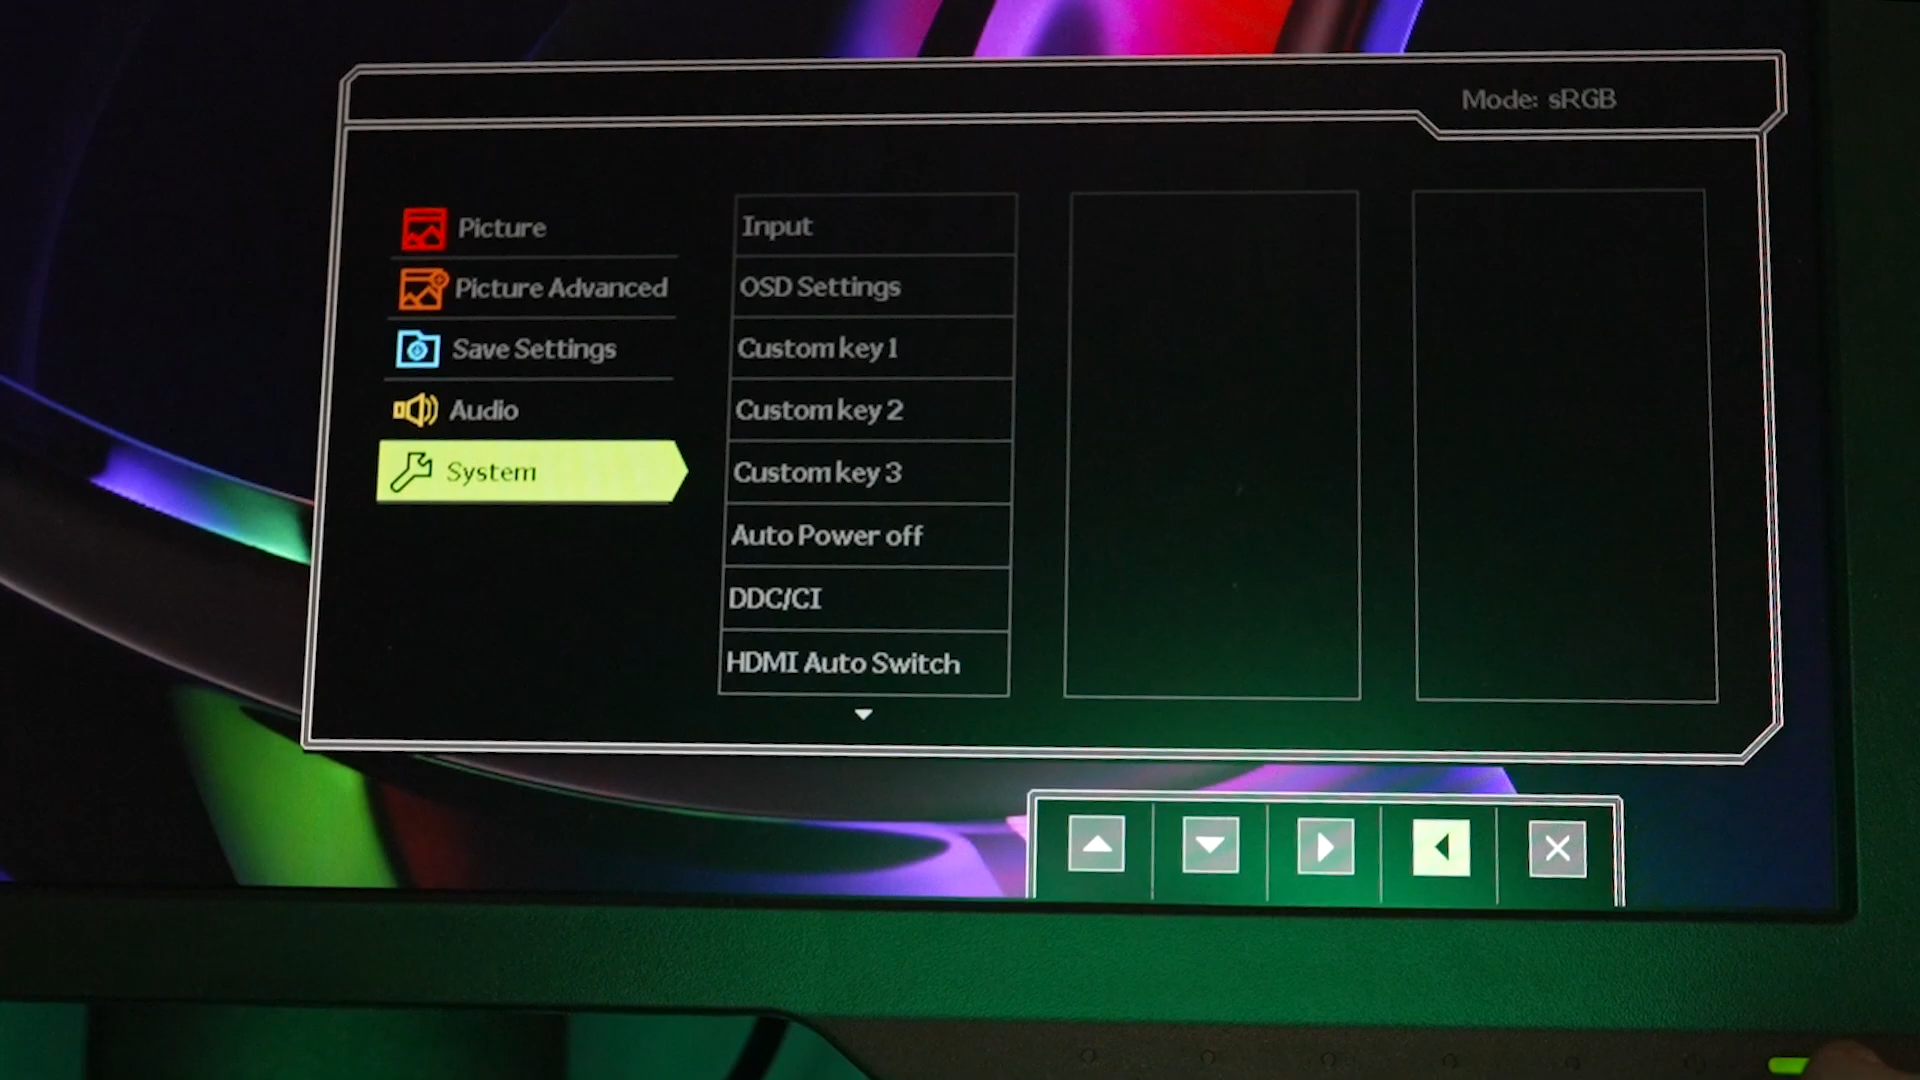 Mode: sRGB
Picture
Picture Advanced
Save Settings
Audio
System
Input
OSD Settings
Custom key 1
Custom key 2
Custom key 3
Auto Power off
DDC/CI
HDMI Auto Switch